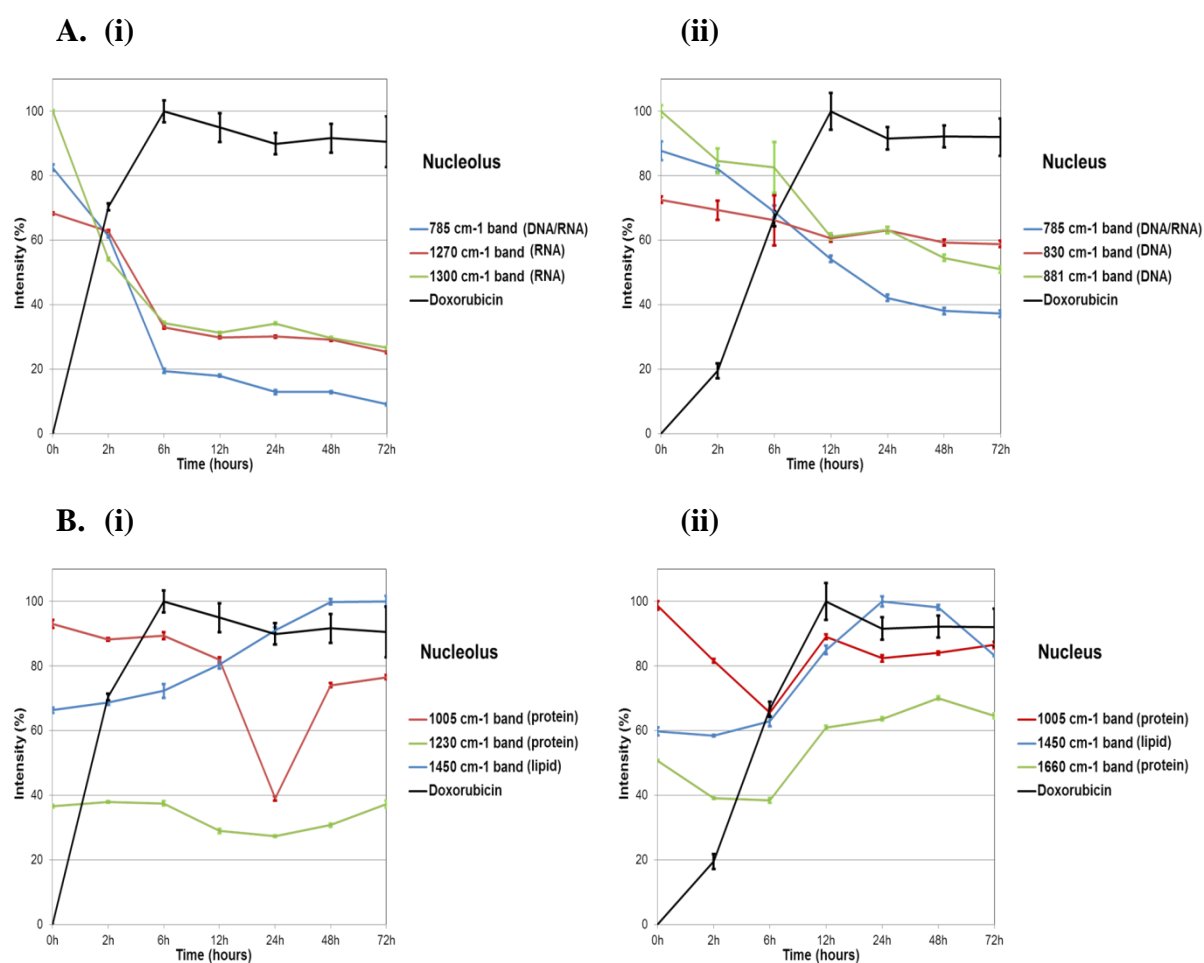 A. (i)
(ii)
Intensity (%)
100
80
60
40
20
0
0h 2h 6h 12h 24h 48h 72h
Time (hours)
Nucleolus
785 cm-1 band (DNA/RNA)
1270 cm-1 band (RNA)
1300 cm-1 band (RNA)
Doxorubicin
Intensity (%)
100
80
60
40
20
0
0h 2h 6h 12h 24h 48h 72h
Time (hours)
Nucleus
785 cm-1 band (DNA/RNA)
830 cm-1 band (DNA)
881 cm-1 band (DNA)
Doxorubicin
B. (i)
(ii)
Intensity (%)
100
80
60
40
20
0
0h 2h 6h 12h 24h 48h 72h
Time (hours)
Nucleolus
1005 cm-1 band (protein)
1230 cm-1 band (protein)
1450 cm-1 band (lipid)
Doxorubicin
Intensity (%)
100
80
60
40
20
0
0h 2h 6h 12h 24h 48h 72h
Time (hours)
Nucleus
1005 cm-1 band (protein)
1450 cm-1 band (lipid)
1660 cm-1 band (protein)
Doxorubicin